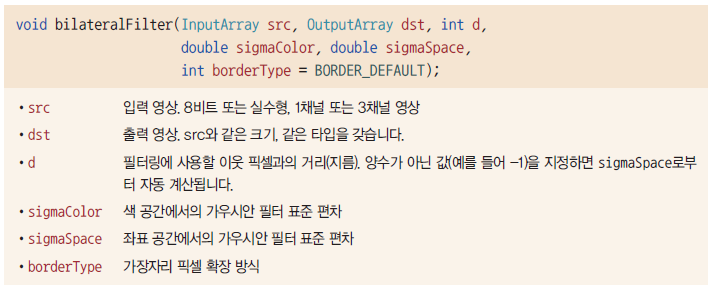 void bilateralFilter(InputArray src, OutputArray dst, int d,
double sigmaColor, double sigmaSpace,
int borderType = BORDER_DEFAULT);
• src 입력 영상. 8비트 또는 실수형, 1채널 또는 3채널 영상
• dst 출력 영상. src와 같은 크기, 같은 타입을 갖습니다.
• d 필터링에 사용할 이웃 픽셀과의 거리(지름). 양수가 아닌 값(예를 들어 -1)을 지정하면 sigmaSpace로부
터 자동 계산됩니다.
• sigmaColor 색 공간에서의 가우시안 필터 표준 편차
• sigmaSpace 좌표 공간에서의 가우시안 필터 표준 편차
• borderType 가장자리 픽셀 확장 방식